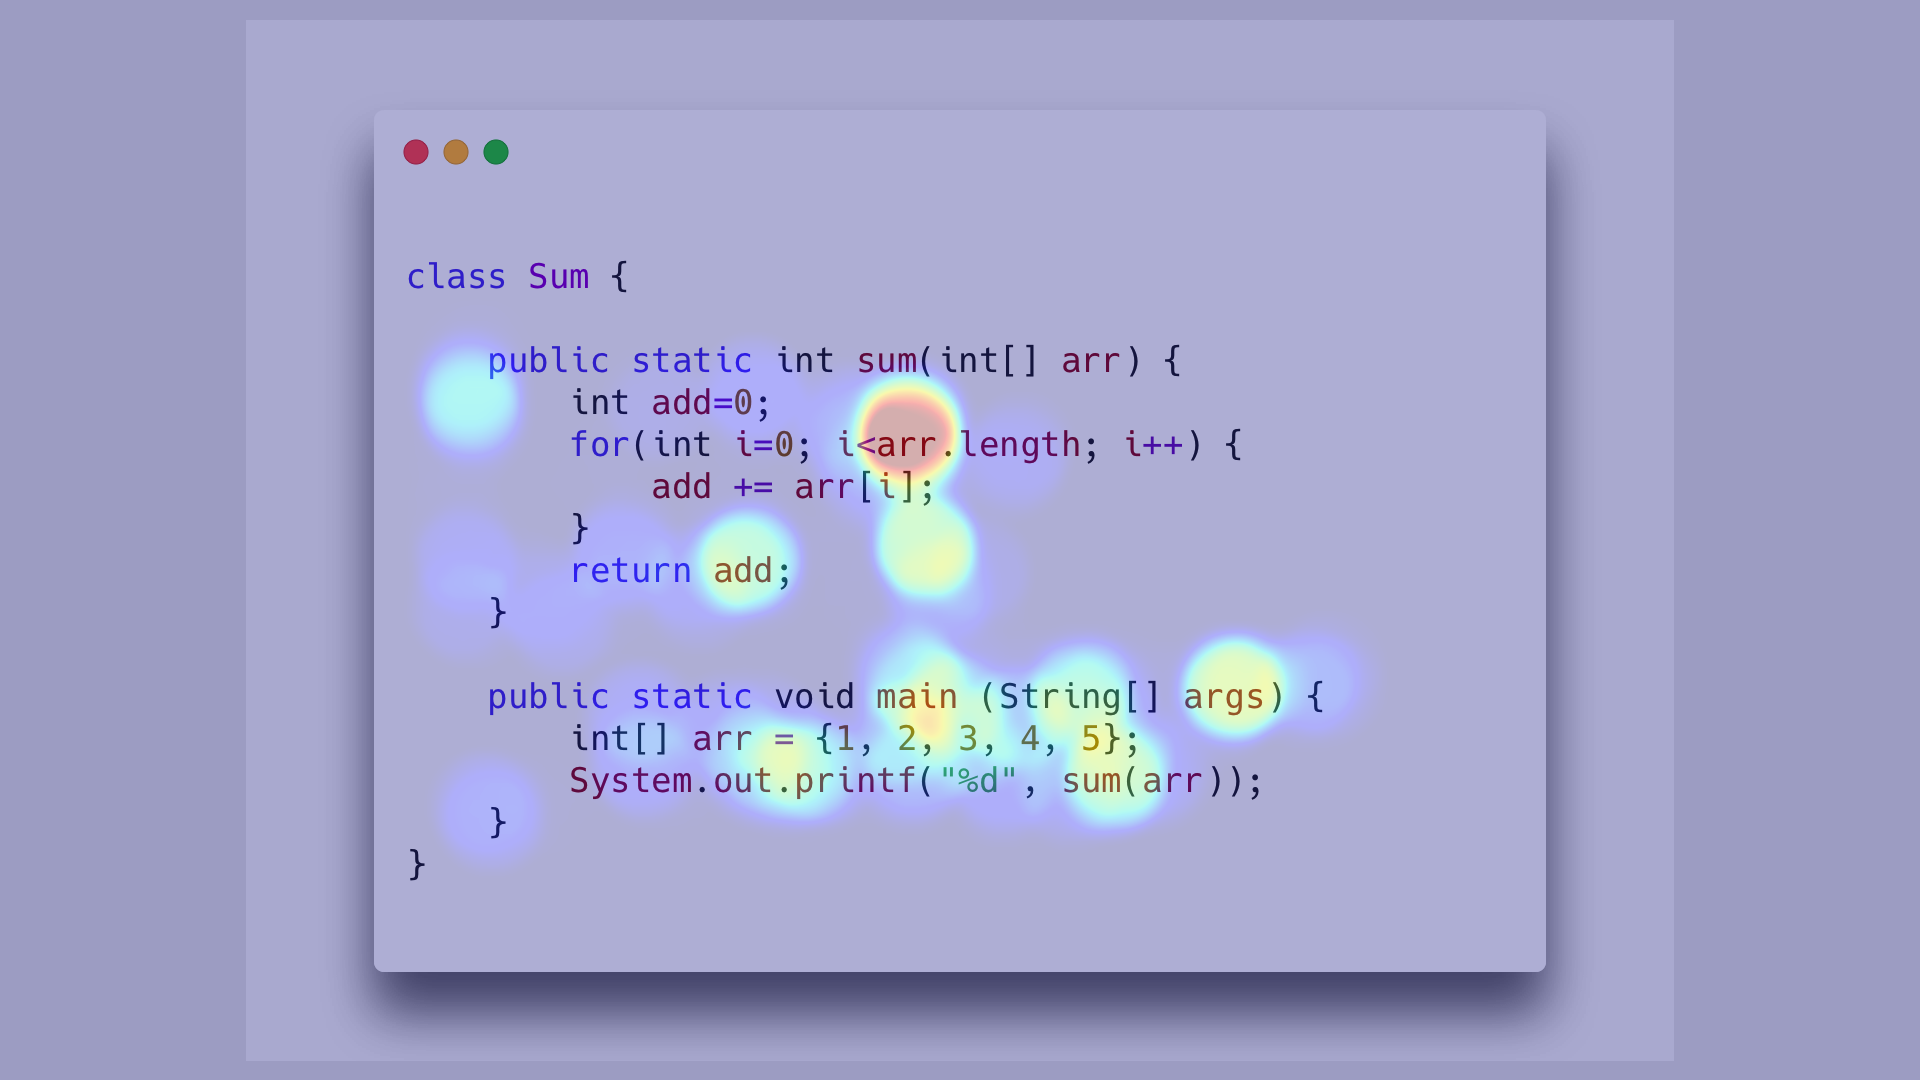 class Sum {
public static int sum(int[] arr) {
int add=0;
for(int i=0; i<arr.length; i++) {
add += arr[i];
}
return add;
}
public static void main (String[] args) {
int[] arr = {1, 2, 3, 4, 5};
System.out.printf("%d", sum(arr));
}
}